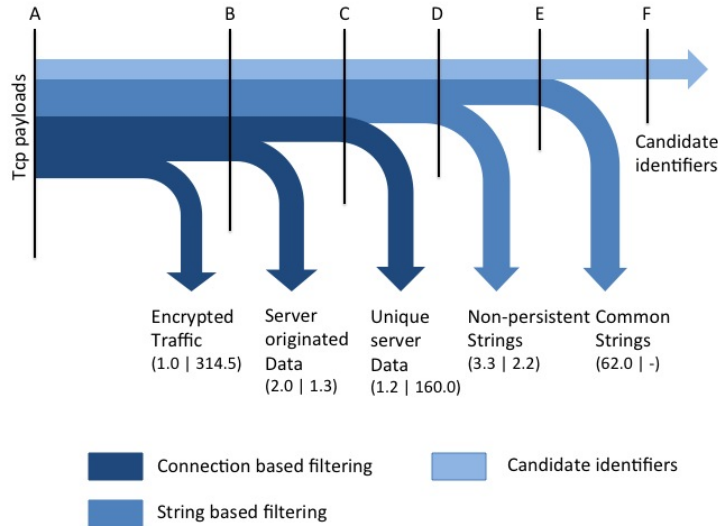 A
B
C
D
E
F
Tcp payloads
Candidate
identifiers
Encrypted
Traffic
(1.0 | 314.5)
Server
originated
Data
(2.0 | 1.3)
Unique
server
Data
(1.2 | 160.0)
Non-persistent
Strings
(3.3 | 2.2)
Common
Strings
(62.0 | -)
Connection based filtering
Candidate identifiers
String based filtering